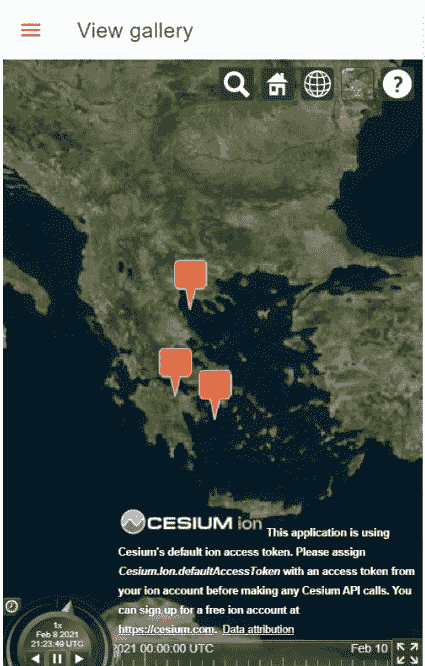 View gallery
?
CESIUM ion This application is using
Cesium's default ion access token. Please assign
Cesium.Ion.defaultAccessToken with an access token from
your ion account before making any Cesium API calls. You
can sign up for a free ion account at
https://cesium.com. Data attribution
1x
Feb 8 2021
21:23:49 UTC
2021 00:00:00 UTC
Feb 10